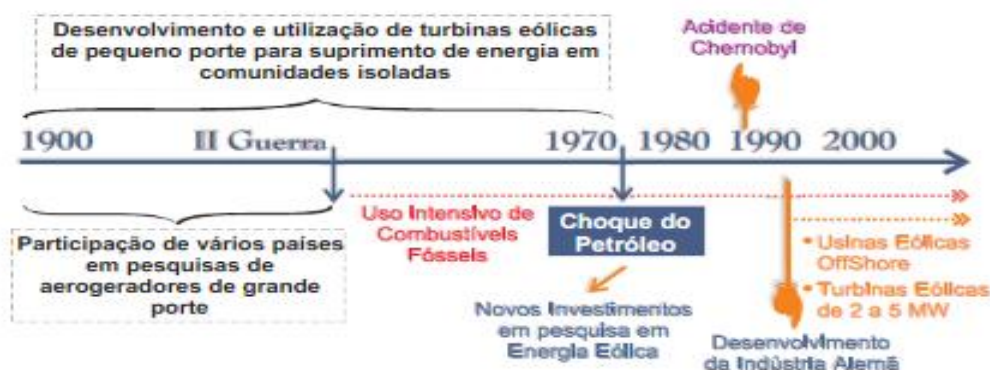 Desenvolvimento e utilização de turbinas eólicas
de pequeno porte para suprimento de energia em
comunidades isoladas
Acidente de
Chernobyl
1900 II Guerra 1970 1980 1990 2000
Participação de vários países
em pesquisas de
aerogeradores de grande
porte
Uso Intensivo de
Combustíveis
Fósseis
Choque do
Petróleo
Novos Investimentos
em pesquisa em
Energia Eólica
• Usinas Eólicas
OffShore
• Turbinas Eólicas
de 2 a 5 MW
Desenvolvimento
da Indústria Alemã